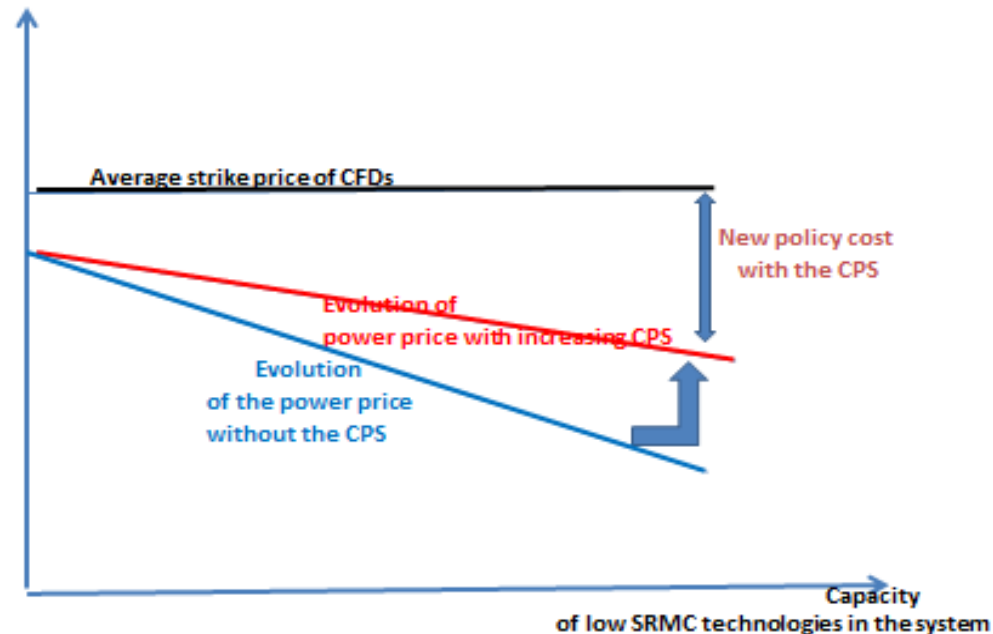 Average strike price of CFDs
New policy cost
with the CPS
Evolution of
power price with increasing CPS
Evolution
of the power price
without the CPS
Capacity
of low SRMC technologies in the system